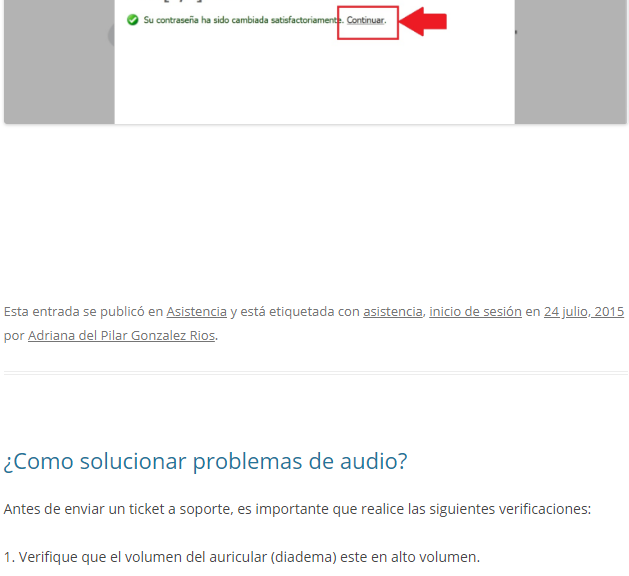 Su contraseña ha sido cambiada satisfactoriamente. Continuar.
Esta entrada se publicó en Asistencia y está etiquetada con asistencia, inicio de sesión en 24 julio, 2015
por Adriana del Pilar Gonzalez Rios.
¿Como solucionar problemas de audio?
Antes de enviar un ticket a soporte, es importante que realice las siguientes verificaciones:
1. Verifique que el volumen del auricular (diadema) este en alto volumen.